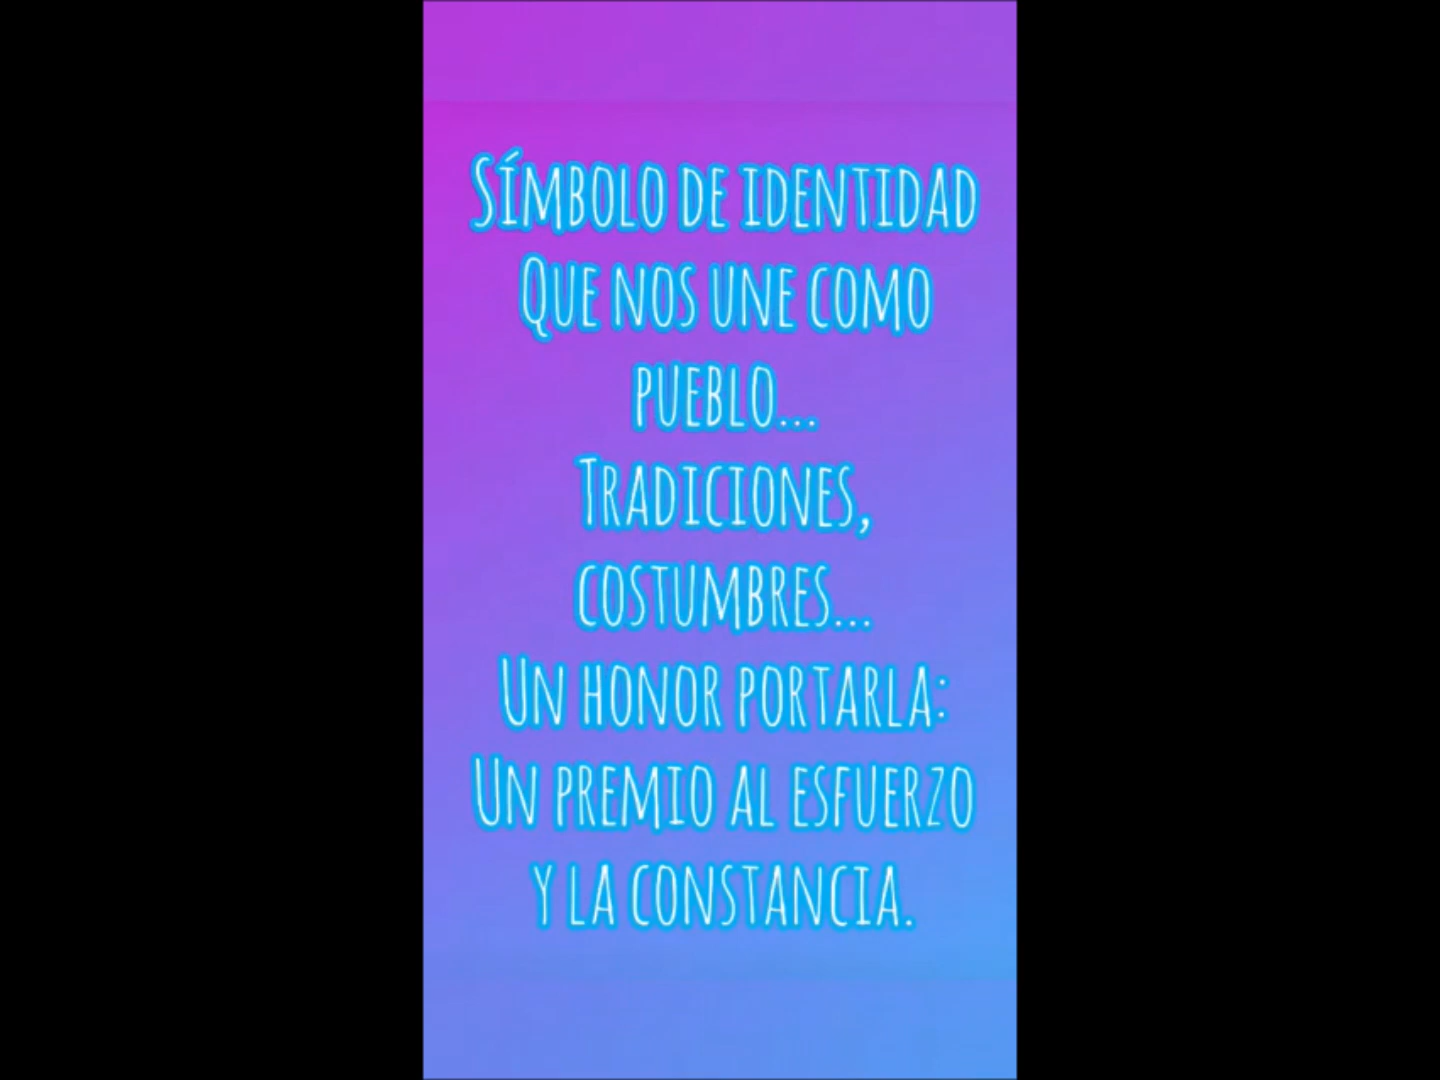 Símbolo de identidad
Que nos une como
pueblo...
Tradiciones,
costumbres...
Un honor portarla:
Un premio al esfuerzo
y la constancia.